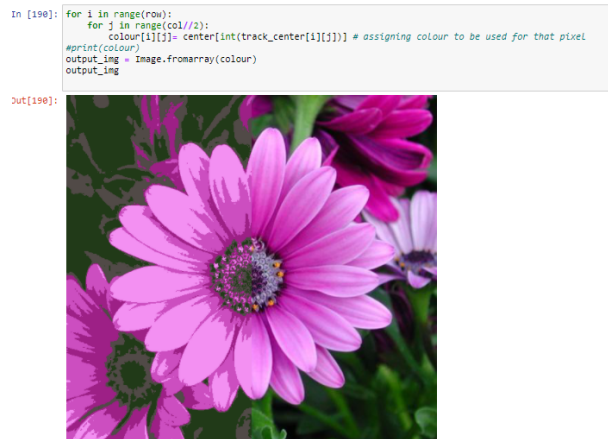 In [190]: for i in range(row):
for j in range(col//2):
colour[i][j]= center[int(track_center[i][j])] # assigning colour to be used for that pixel
#print(colour)
output_img = Image.fromarray(colour)
output_img
Out[190]: